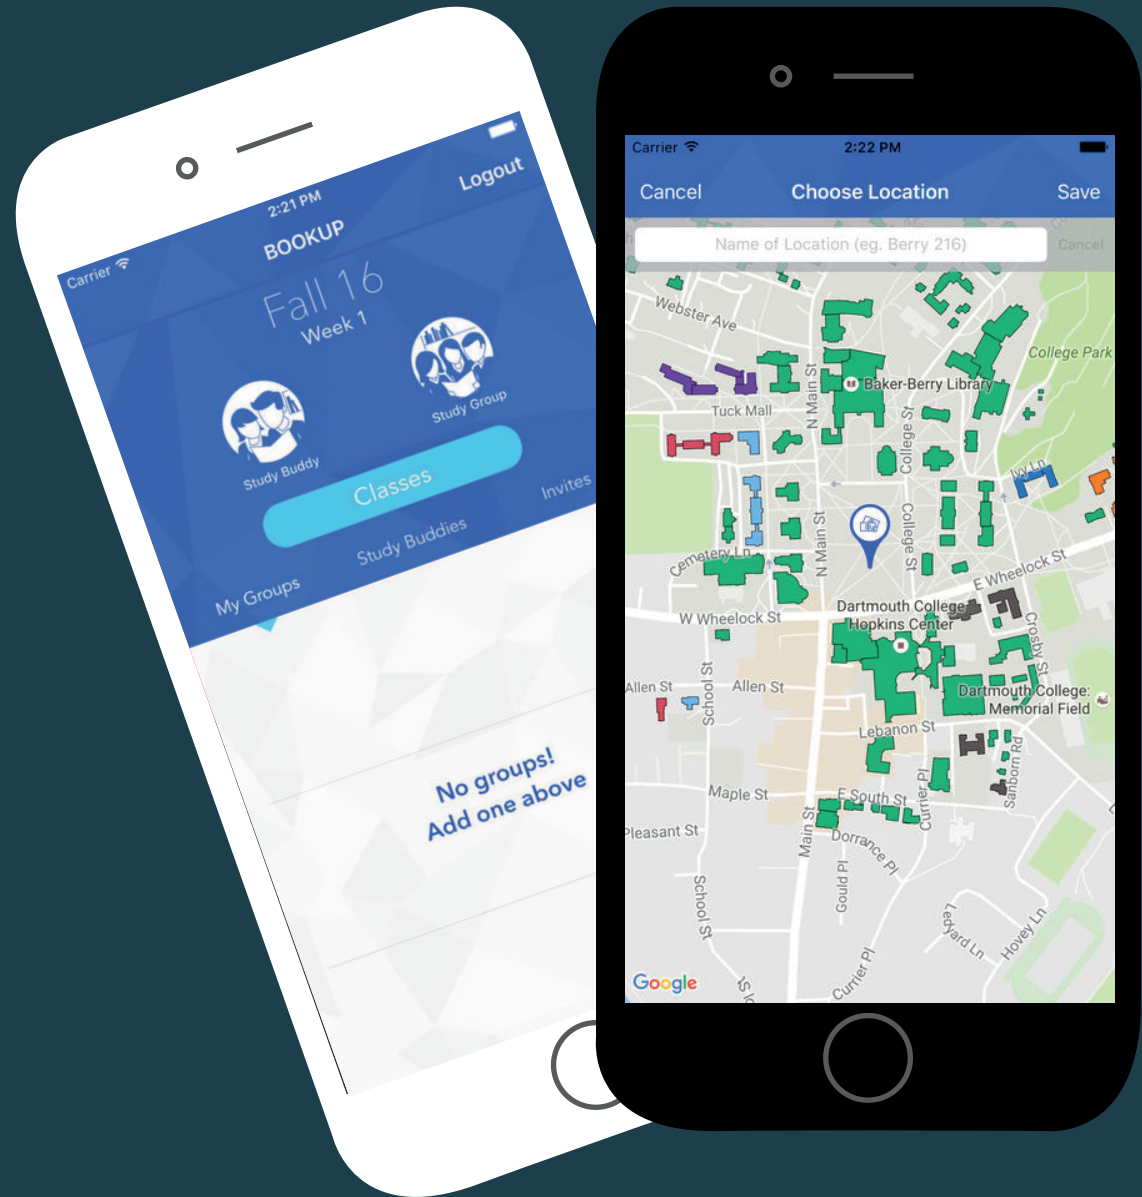 Carrier
2:21 PM
BOOKUP
Logout
Fall 16
Week 1
Study Buddy
Study Group
Classes
My Groups
Study Buddies
Invites
No groups!
Add one above
Carrier
2:22 PM
Cancel
Choose Location
Save
Name of Location (eg. Berry 216)
Cancel
Webster Ave
College Park
N Main St
Baker-Berry Library
Tuck Mall
College St
Ivy Ln
N Main St
College St
Cemetery Ln
E Wheelock St
W Wheelock St
Dartmouth College
Hopkins Center
Crosby St
Allen St
School St
Allen St
Dartmouth College:
Memorial Field
Lebanon St
Sanborn Rd
Maple St
E South St
Currier Pl
Main St
Pleasant St
Dorrance Pl
Gould Pl
School St
Ledyard Ln
Hovey Ln
Currier Pl
Google